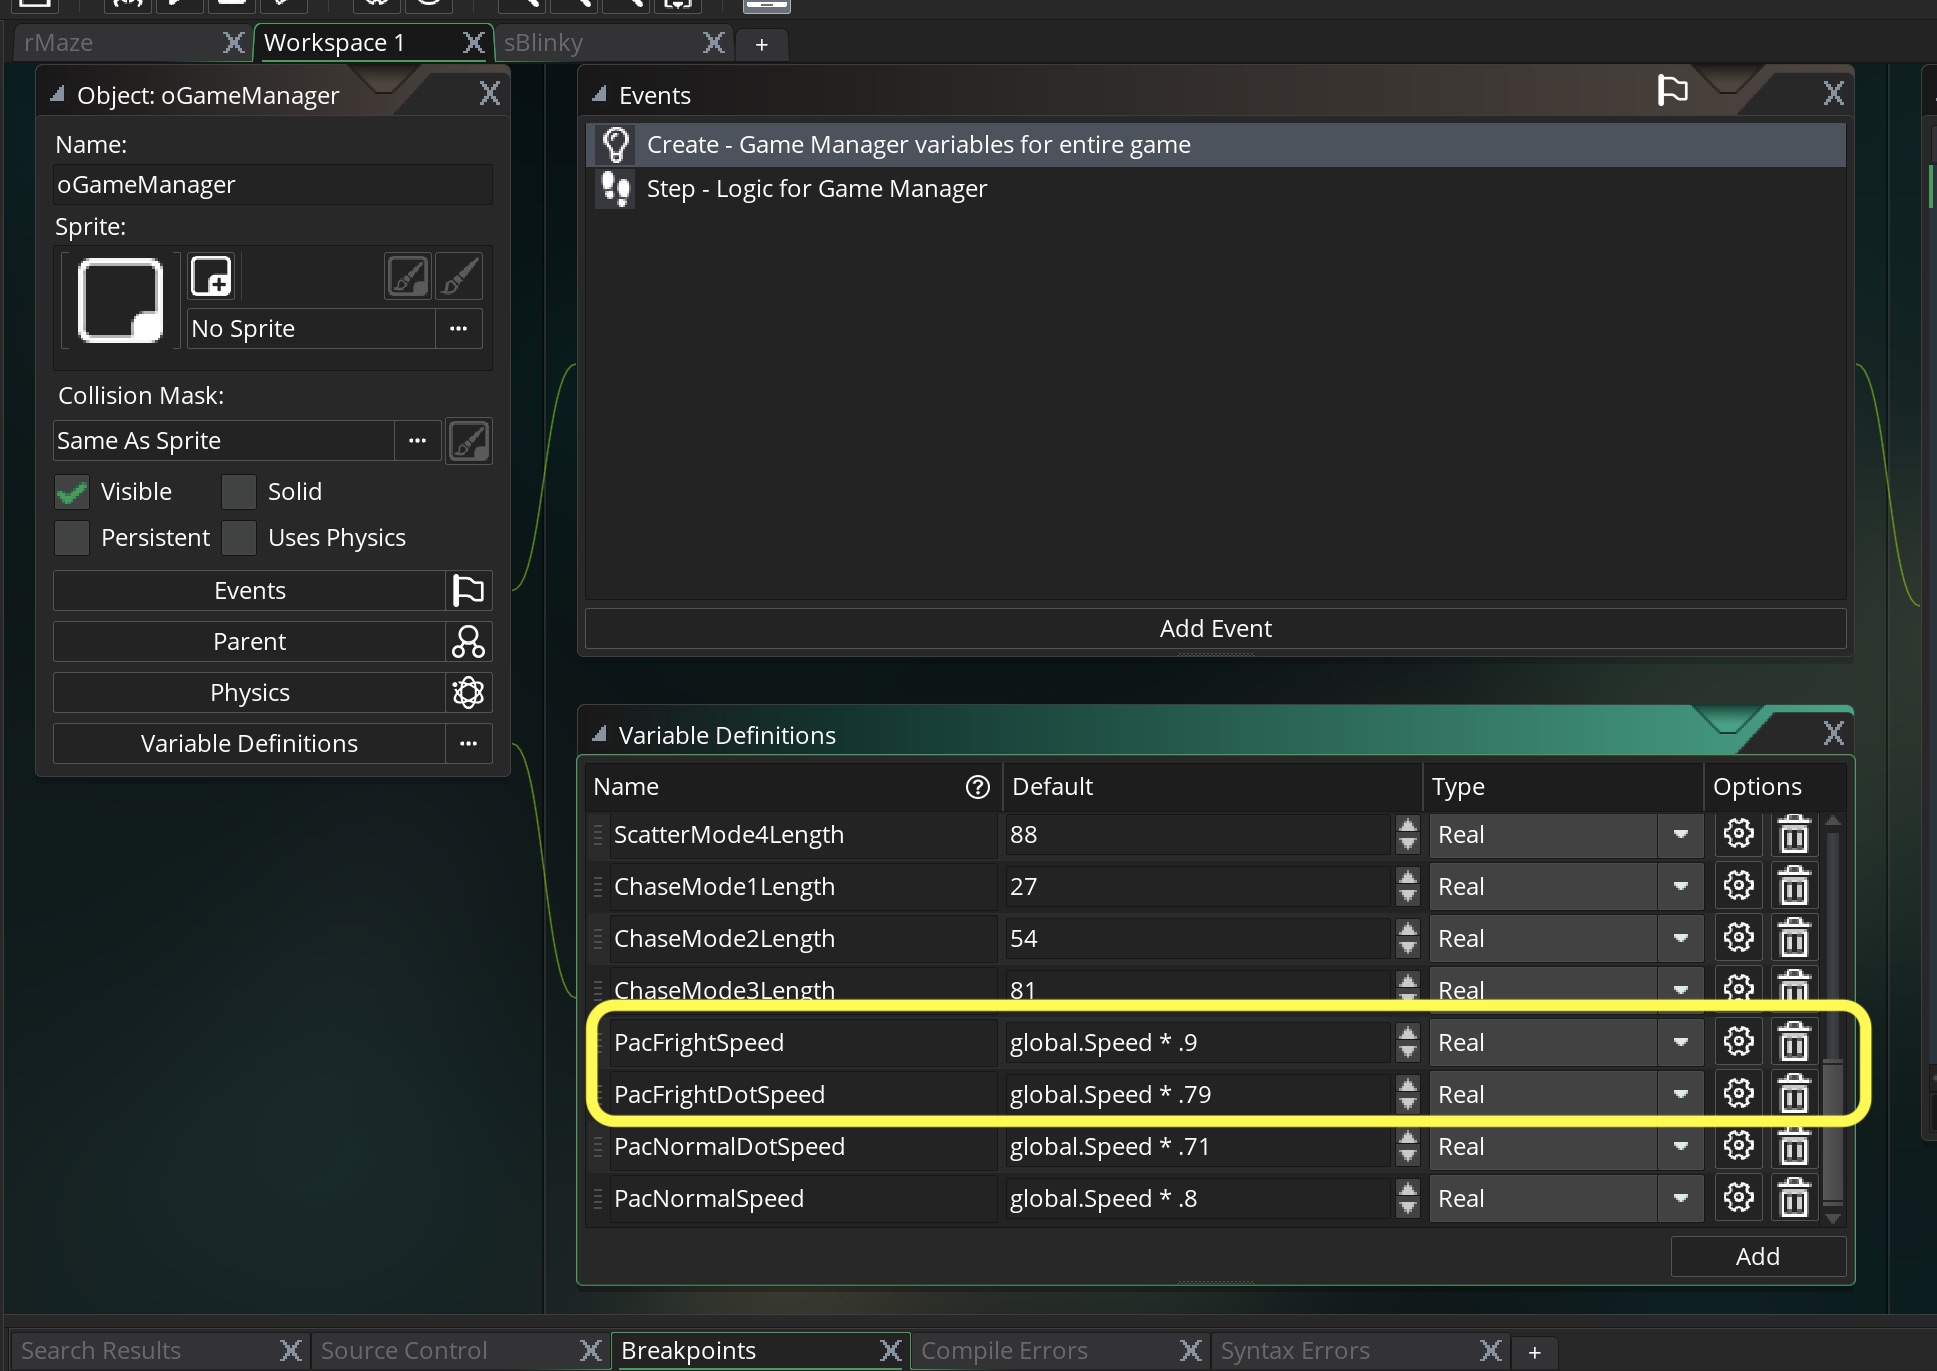 rMaze
Workspace 1
sBlinky
+
Object: oGameManager
Name:
oGameManager
Sprite:
No Sprite
...
Collision Mask:
Same As Sprite
...
Visible
Solid
Persistent
Uses Physics
Events
Parent
Physics
Variable Definitions
...
Events
Create - Game Manager variables for entire game
Step - Logic for Game Manager
Add Event
Variable Definitions
Name ? Default Type Options
ScatterMode4Length 88 Real
ChaseMode1Length 27 Real
ChaseMode2Length 54 Real
ChaseMode3Length 81 Real
PacFrightSpeed global.Speed * .9 Real
PacFrightDotSpeed global.Speed * .79 Real
PacNormalDotSpeed global.Speed * .71 Real
PacNormalSpeed global.Speed * .8 Real
Add
Search Results
Source Control
Breakpoints
Compile Errors
Syntax Errors
+